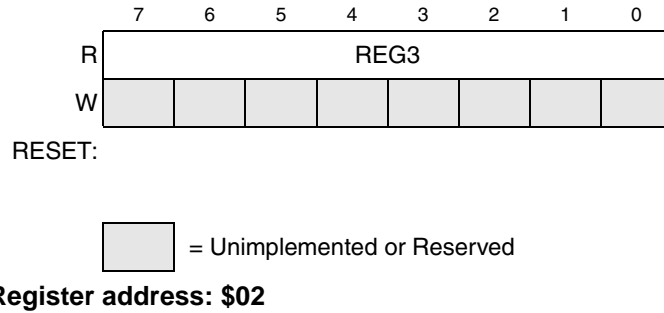 7 6 5 4 3 2 1 0
R REG3
W
RESET:
= Unimplemented or Reserved
Register address: $02